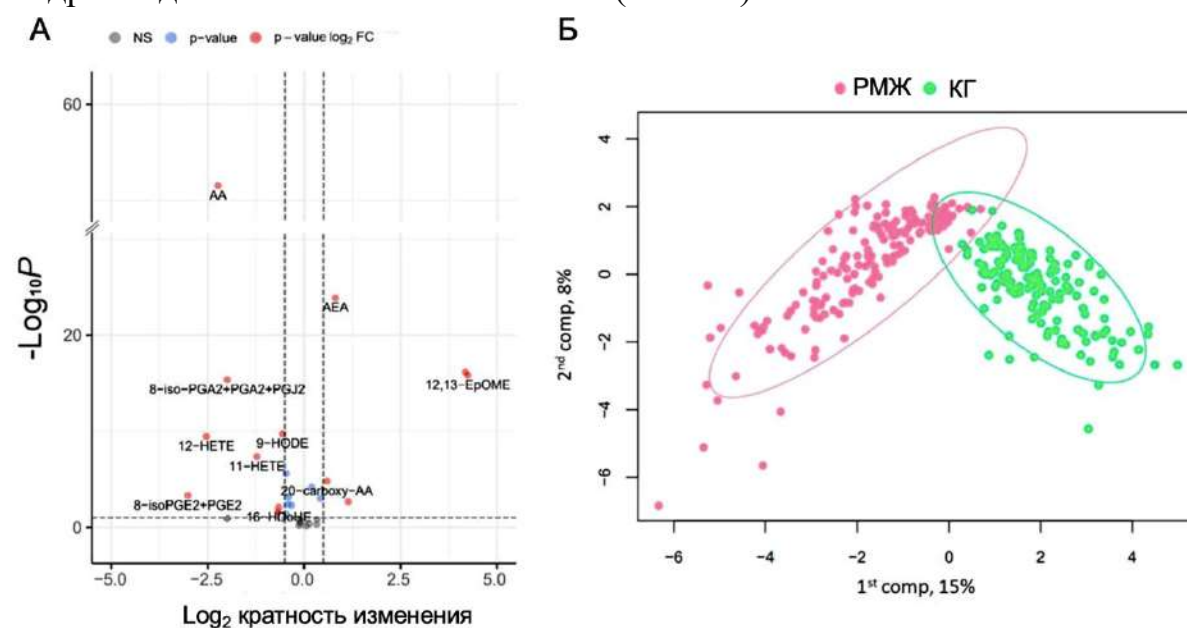 А
NS p-value p – value log₂ FC
60
20
0
-Log₁₀P
AA
AEA
12,13-EpOME
8-iso-PGA2+PGA2+PGJ2
12-HETE
9-HODE
11-HETE
20-carboxy-AA
8-isoPGE2+PGE2
-5.0 -2.5 0.0 2.5 5.0
Log₂ кратность изменения
Б
РМЖ КГ
4
2
0
-2
-4
-6
2ⁿᵈ comp, 8%
-6 -4 -2 0 2 4
1ˢᵗ comp, 15%